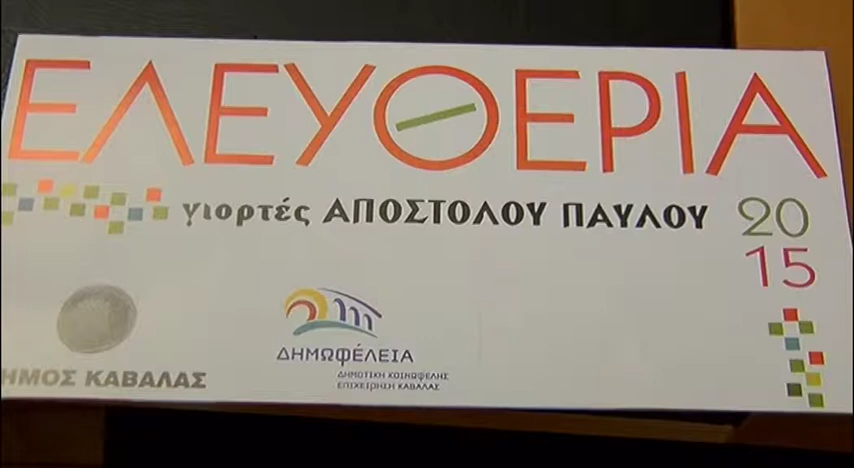 ΕΛΕΥΘΕΡΙΑ
γιορτές ΑΠΟΣΤΟΛΟΥ ΠΑΥΛΟΥ
20
15
ΔΗΜΩΦΕΛΕΙΑ
ΔΗΜΟΤΙΚΗ ΚΟΙΝΩΦΕΛΗΣ
ΕΠΙΧΕΙΡΗΣΗ ΚΑΒΑΛΑΣ
ΗΜΟΣ ΚΑΒΑΛΑΣ